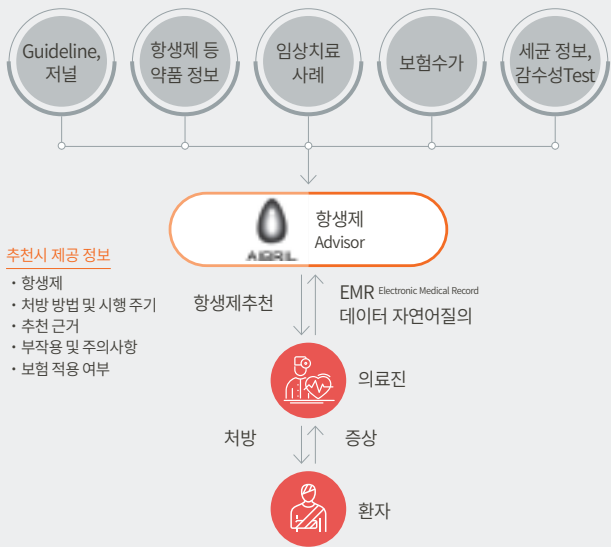 Guideline,
저널
항생제 등
약품 정보
임상치료
사례
보험수가
세균 정보,
감수성Test
AIBRIL
항생제
Advisor
추천시 제공 정보
· 항생제
· 처방 방법 및 시행 주기
· 추천 근거
· 부작용 및 주의사항
· 보험 적용 여부
항생제추천
EMR Electronic Medical Record
데이터 자연어질의
의료진
처방
증상
환자